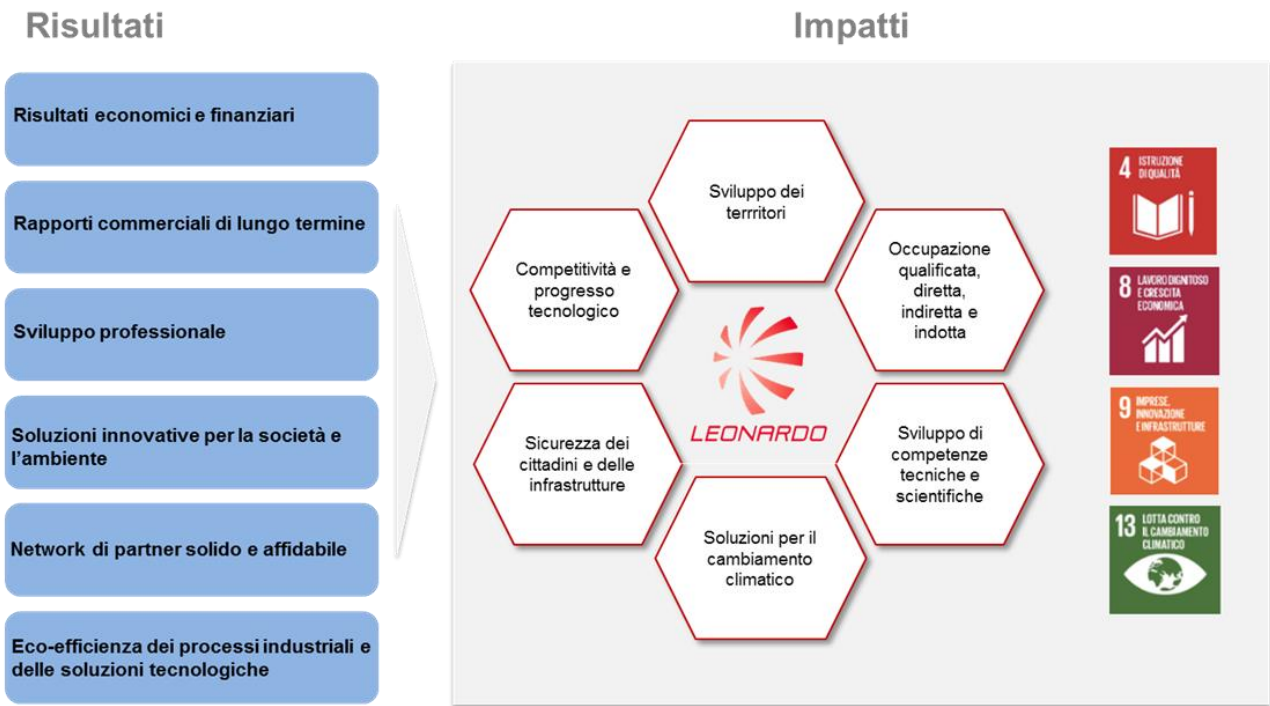 Risultati
Impatti
Risultati economici e finanziari
Rapporti commerciali di lungo termine
Sviluppo professionale
Soluzioni innovative per la società e
l'ambiente
Network di partner solido e affidabile
Eco-efficienza dei processi industriali e
delle soluzioni tecnologiche
Sviluppo dei
terrritori
Competitività e
progresso
tecnologico
Occupazione
qualificata,
diretta,
indiretta e
indotta
LEONARDO
Sicurezza dei
cittadini e delle
infrastrutture
Sviluppo di
competenze
tecniche e
scientifiche
Soluzioni per il
cambiamento
climatico
4 ISTRUZIONE
DI QUALITÀ
8 LAVORO DIGNITOSO
E CRESCITA
ECONOMICA
9 IMPRESE,
INNOVAZIONE
E INFRASTRUTTURE
13 LOTTA CONTRO
IL CAMBIAMENTO
CLIMATICO